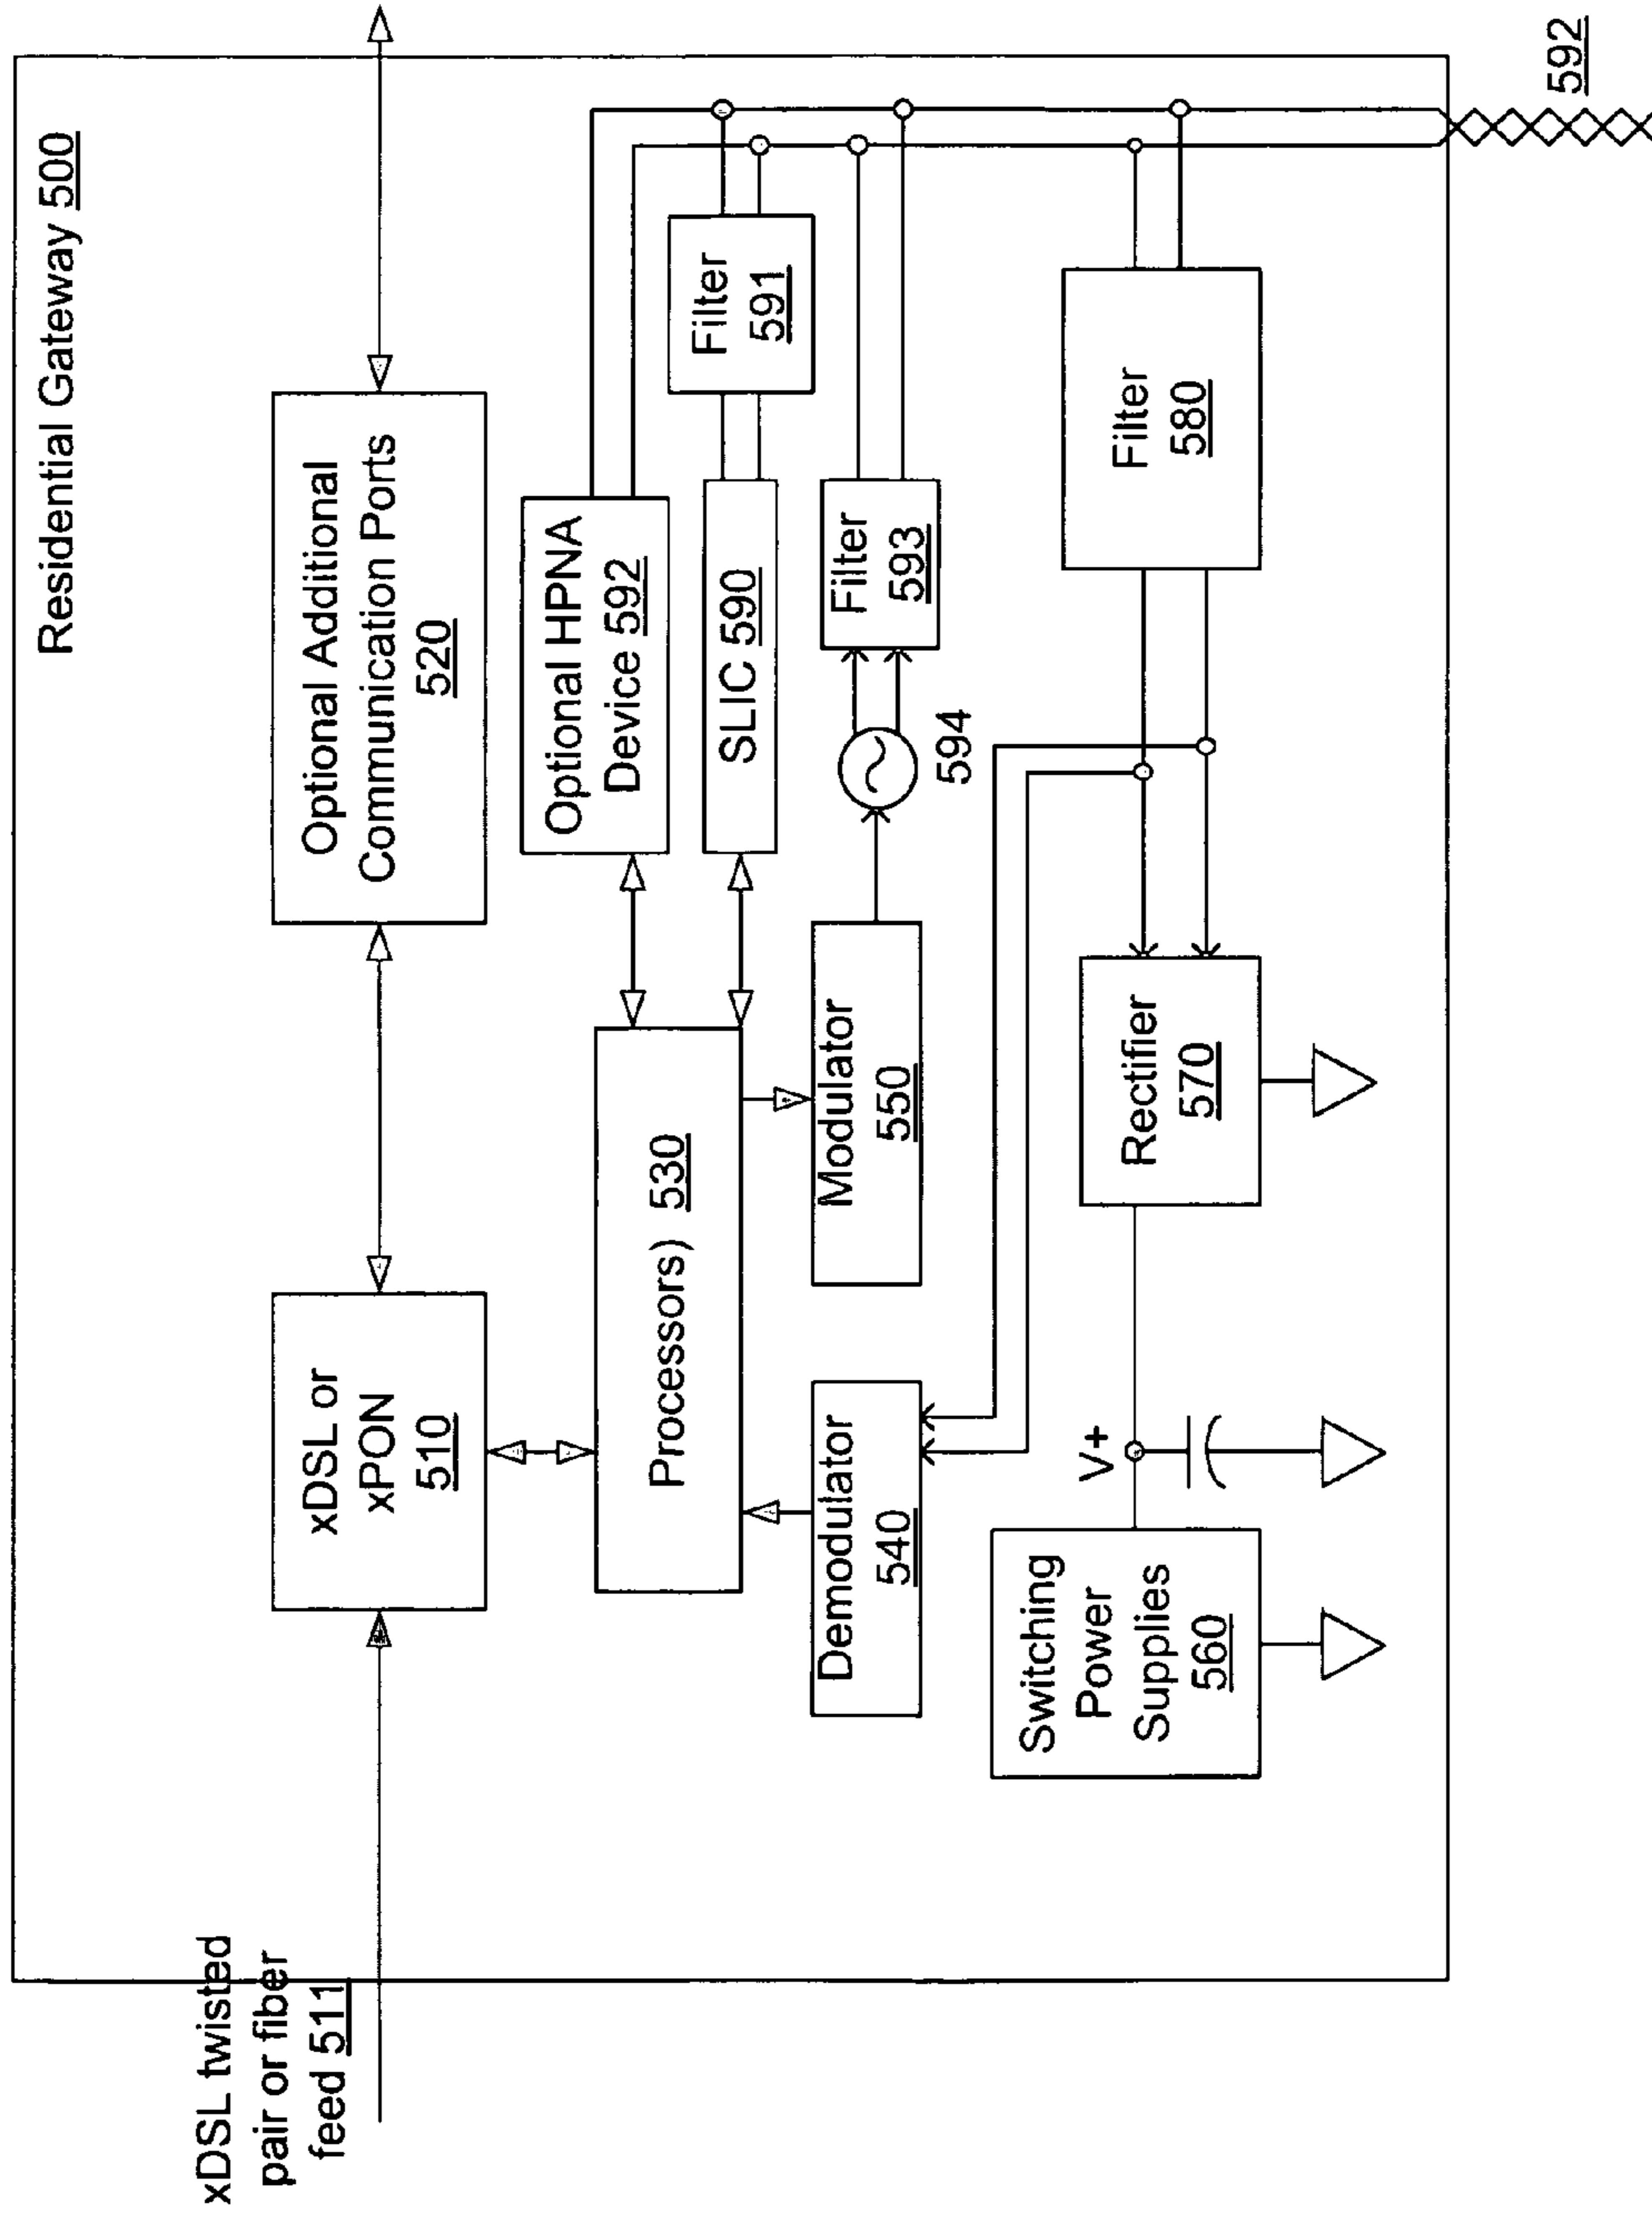 Residential Gateway 500
xDSL twisted
pair or fiber
feed 511
xDSL or
xPON
510
Optional Additional
Communication Ports
520
Processors) 530
Optional HPNA
Device 592
SLIC 590
Filter
591
Demodulator
540
Modulator
550
594
Filter
593
Switching
Power
Supplies
560
V+
Rectifier
570
Filter
580
592